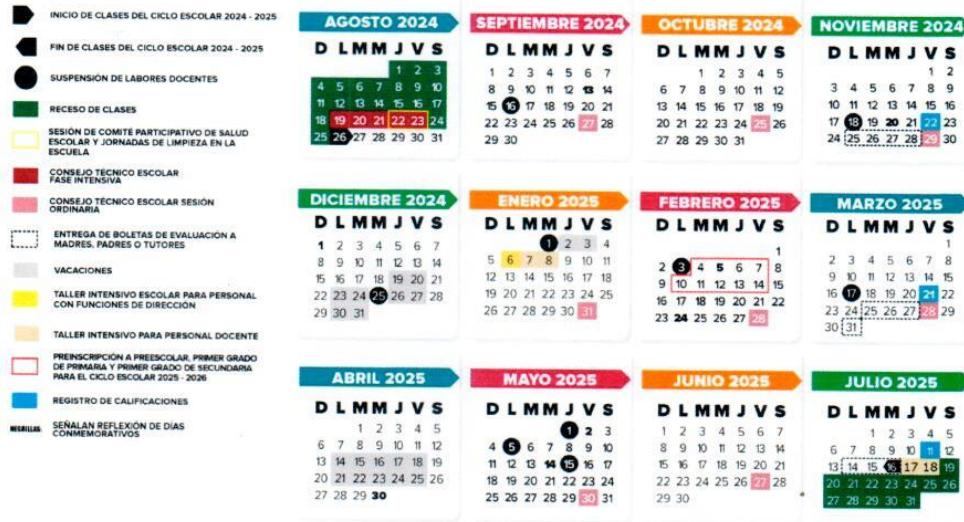 INICIO DE CLASES DEL CICLO ESCOLAR 2024 - 2025
FIN DE CLASES DEL CICLO ESCOLAR 2024 - 2025
SUSPENSIÓN DE LABORES DOCENTES
RECESO DE CLASES
SESIÓN DE COMITÉ PARTICIPATIVO DE SALUD
ESCOLAR Y JORNADAS DE LIMPIEZA EN LA
ESCUELA
CONSEJO TÉCNICO ESCOLAR
FASE INTENSIVA
CONSEJO TÉCNICO ESCOLAR SESIÓN
ORDINARIA
ENTREGA DE BOLETAS DE EVALUACIÓN A
MADRES, PADRES O TUTORES
VACACIONES
TALLER INTENSIVO ESCOLAR PARA PERSONAL
CON FUNCIONES DE DIRECCIÓN
TALLER INTENSIVO PARA PERSONAL DOCENTE
PREINSCRIPCIÓN A PREESCOLAR, PRIMER GRADO
DE PRIMARIA Y PRIMER GRADO DE SECUNDARIA
PARA EL CICLO ESCOLAR 2025 - 2026
REGISTRO DE CALIFICACIONES
NEGRILLAS: SEÑALAN REFLEXIÓN DE DÍAS
CONMEMORATIVOS
AGOSTO 2024
D L M M J V S
1 2 3
4 5 6 7 8 9 10
11 12 13 14 15 16 17
18 19 20 21 22 23 24
25 26 27 28 29 30 31
SEPTIEMBRE 2024
D L M M J V S
1 2 3 4 5 6 7
8 9 10 11 12 13 14
15 16 17 18 19 20 21
22 23 24 25 26 27 28
29 30
OCTUBRE 2024
D L M M J V S
1 2 3 4 5
6 7 8 9 10 11 12
13 14 15 16 17 18 19
20 21 22 23 24 25 26
27 28 29 30 31
NOVIEMBRE 2024
D L M M J V S
1 2
3 4 5 6 7 8 9
10 11 12 13 14 15 16
17 18 19 20 21 22 23
24 25 26 27 28 29 30
DICIEMBRE 2024
D L M M J V S
1 2 3 4 5 6 7
8 9 10 11 12 13 14
15 16 17 18 19 20 21
22 23 24 25 26 27 28
29 30 31
ENERO 2025
D L M M J V S
1 2 3 4
5 6 7 8 9 10 11
12 13 14 15 16 17 18
19 20 21 22 23 24 25
26 27 28 29 30 31
FEBRERO 2025
D L M M J V S
1
2 3 4 5 6 7 8
9 10 11 12 13 14 15
16 17 18 19 20 21 22
23 24 25 26 27 28
MARZO 2025
D L M M J V S
1
2 3 4 5 6 7 8
9 10 11 12 13 14 15
16 17 18 19 20 21 22
23 24 25 26 27 28 29
30 31
ABRIL 2025
D L M M J V S
1 2 3 4 5
6 7 8 9 10 11 12
13 14 15 16 17 18 19
20 21 22 23 24 25 26
27 28 29 30
MAYO 2025
D L M M J V S
1 2 3
4 5 6 7 8 9 10
11 12 13 14 15 16 17
18 19 20 21 22 23 24
25 26 27 28 29 30 31
JUNIO 2025
D L M M J V S
1 2 3 4 5 6 7
8 9 10 11 12 13 14
15 16 17 18 19 20 21
22 23 24 25 26 27 28
29 30
JULIO 2025
D L M M J V S
1 2 3 4 5
6 7 8 9 10 11 12
13 14 15 16 17 18 19
20 21 22 23 24 25 26
27 28 29 30 31